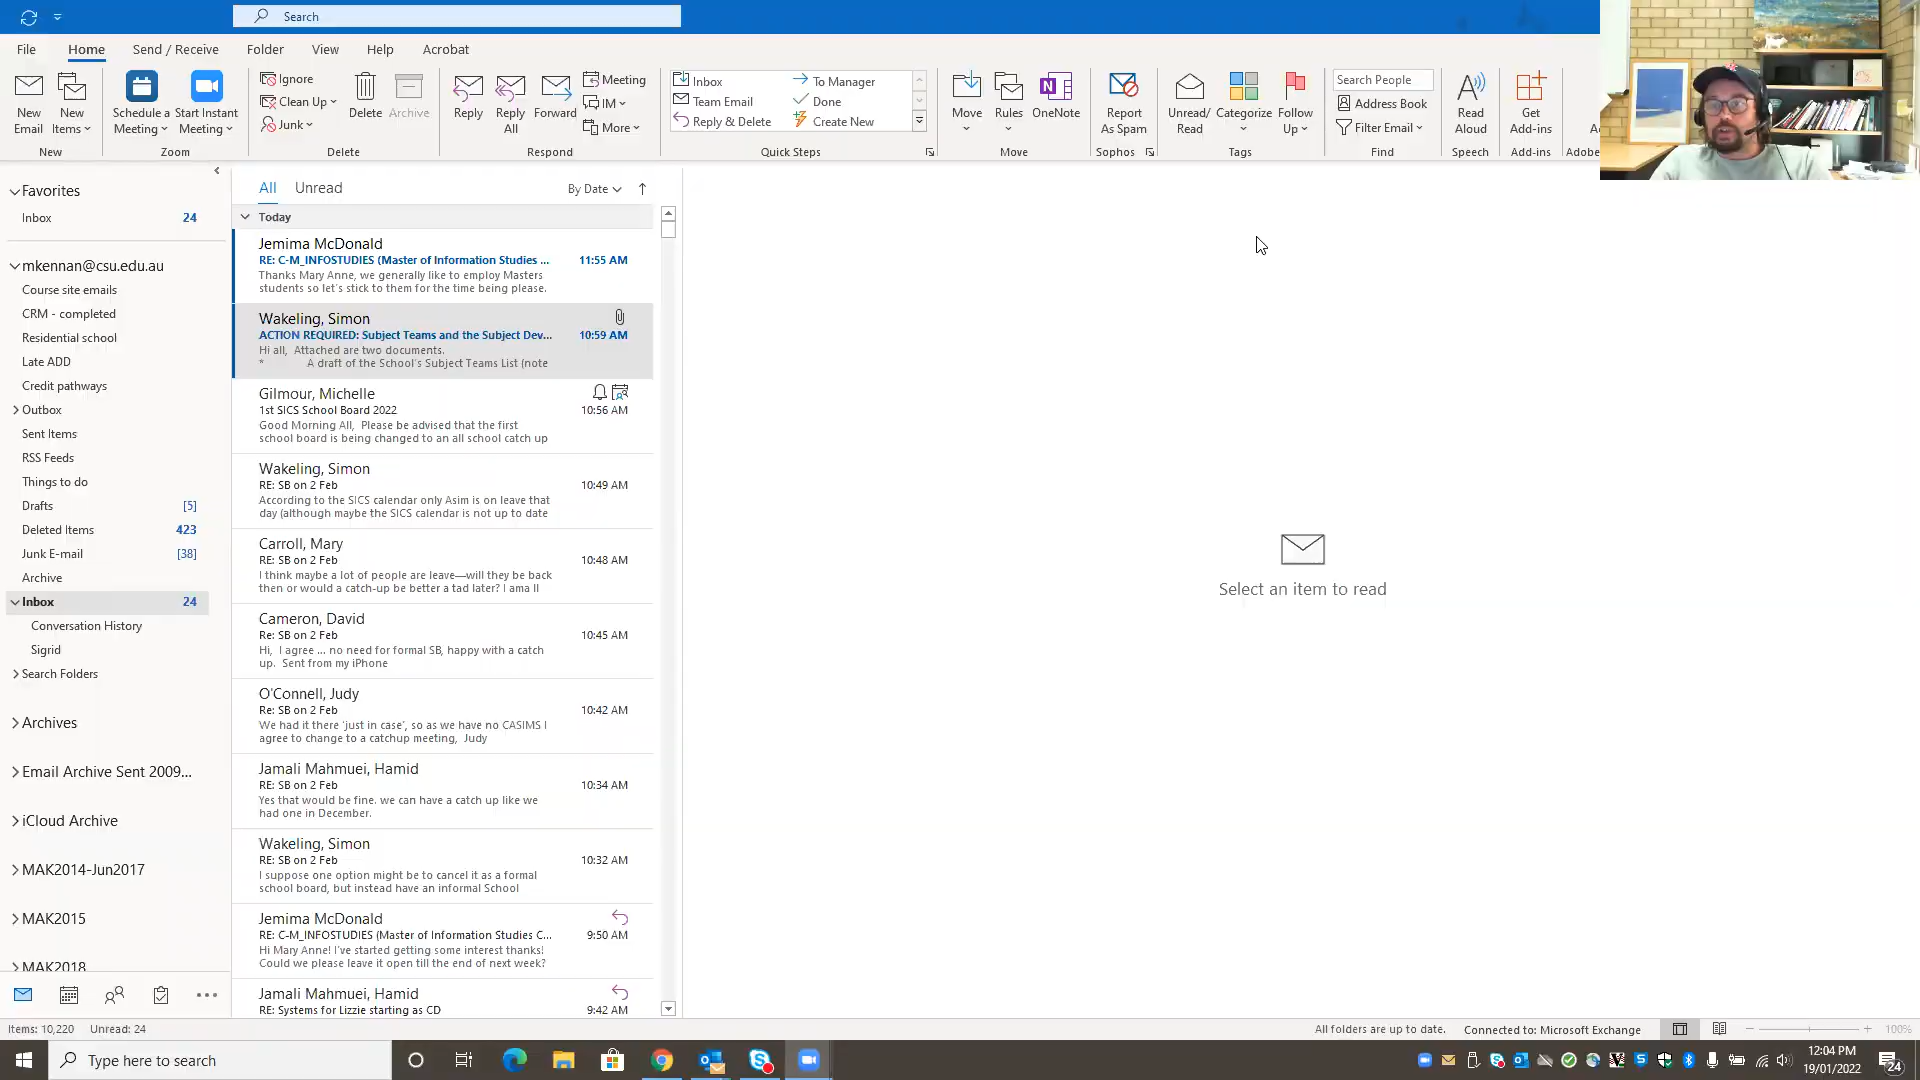 Search
File Home Send / Receive Folder View Help Acrobat
New Email
New Items
New
Schedule a Meeting
Start Instant Meeting
Zoom
Ignore
Clean Up
Junk
Delete
Archive
Delete
Reply
Reply All
Forward
Meeting
IM
More
Respond
Inbox
Team Email
Reply & Delete
To Manager
Done
Create New
Quick Steps
Move
Rules
OneNote
Move
Report As Spam
Sophos
Unread/ Read
Categorize
Follow Up
Tags
Search People
Address Book
Filter Email
Find
Read Aloud
Speech
Get Add-ins
Add-ins
Favorites
Inbox 24
mkennan@csu.edu.au
Course site emails
CRM - completed
Residential school
Late ADD
Credit pathways
Outbox
Sent Items
RSS Feeds
Things to do
Drafts [5]
Deleted Items 423
Junk E-mail [38]
Archive
Inbox 24
Conversation History
Sigrid
Search Folders
Archives
Email Archive Sent 2009...
iCloud Archive
MAK2014-Jun2017
MAK2015
MAK2018
All Unread By Date
Today
Jemima McDonald
RE: C-M_INFOSTUDIES (Master of Information Studies ... 11:55 AM
Thanks Mary Anne, we generally like to employ Masters
students so let's stick to them for the time being please.
Wakeling, Simon
ACTION REQUIRED: Subject Teams and the Subject Dev... 10:59 AM
Hi all, Attached are two documents.
* A draft of the School's Subject Teams List (note
Gilmour, Michelle
1st SICS School Board 2022 10:56 AM
Good Morning All, Please be advised that the first
school board is being changed to an all school catch up
Wakeling, Simon
RE: SB on 2 Feb 10:49 AM
According to the SICS calendar only Asim is on leave that
day (although maybe the SICS calendar is not up to date
Carroll, Mary
RE: SB on 2 Feb 10:48 AM
I think maybe a lot of people are leave—will they be back
then or would a catch-up be better a tad later? I ama ll
Cameron, David
Re: SB on 2 Feb 10:45 AM
Hi, I agree ... no need for formal SB, happy with a catch
up. Sent from my iPhone
O'Connell, Judy
Re: SB on 2 Feb 10:42 AM
We had it there 'just in case', so as we have no CASIMS I
agree to change to a catchup meeting, Judy
Jamali Mahmuei, Hamid
RE: SB on 2 Feb 10:34 AM
Yes that would be fine. we can have a catch up like we
had one in December.
Wakeling, Simon
RE: SB on 2 Feb 10:32 AM
I suppose one option might be to cancel it as a formal
school board, but instead have an informal School
Jemima McDonald
RE: C-M_INFOSTUDIES (Master of Information Studies C... 9:50 AM
Hi Mary Anne! I've started getting some interest thanks!
Could we please leave it open till the end of next week?
Jamali Mahmuei, Hamid
RE: Systems for Lizzie starting as CD 9:42 AM
Select an item to read
Items: 10,220 Unread: 24
All folders are up to date. Connected to: Microsoft Exchange 100%
Type here to search
12:04 PM
19/01/2022
24